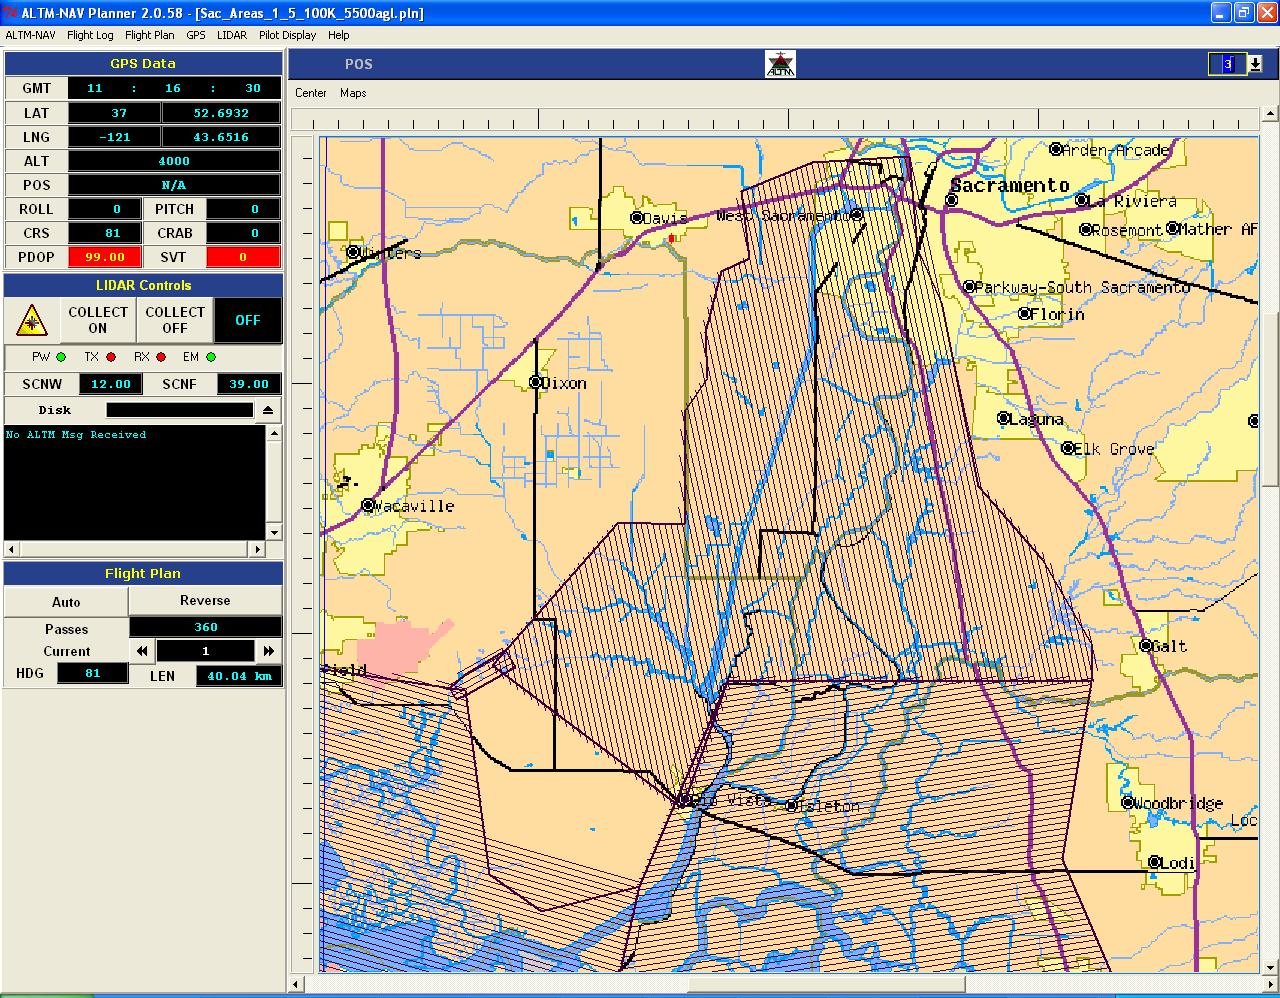 ALTM-NAV Planner 2.0.58 - [Sac_Areas_1_5_100K_5500agl.pln]
ALTM-NAV Flight Log Flight Plan GPS LIDAR Pilot Display Help
GPS Data
GMT 11 : 16 : 30
LAT 37 52.6932
LNG -121 43.6516
ALT 4000
POS N/A
ROLL 0 PITCH 0
CRS 81 CRAB 0
PDOP 99.00 SVT 0
LIDAR Controls
COLLECT ON COLLECT OFF OFF
PW TX RX EM
SCNW 12.00 SCNF 39.00
Disk
No ALTM Msg Received
Flight Plan
Auto Reverse
Passes 360
Current 1
HDG 81 LEN 40.04 km
POS ALTM 3
Center Maps
Arden-Arcade
Sacramento
La Riviera
Davis West Sacramento
Rosemont Mather AF
Winters
Parkway-South Sacramento
Florin
Dixon
Laguna
Elk Grove
Vacaville
Galt
field
Rio Vista Isleton
Woodbridge
Loc
Lodi